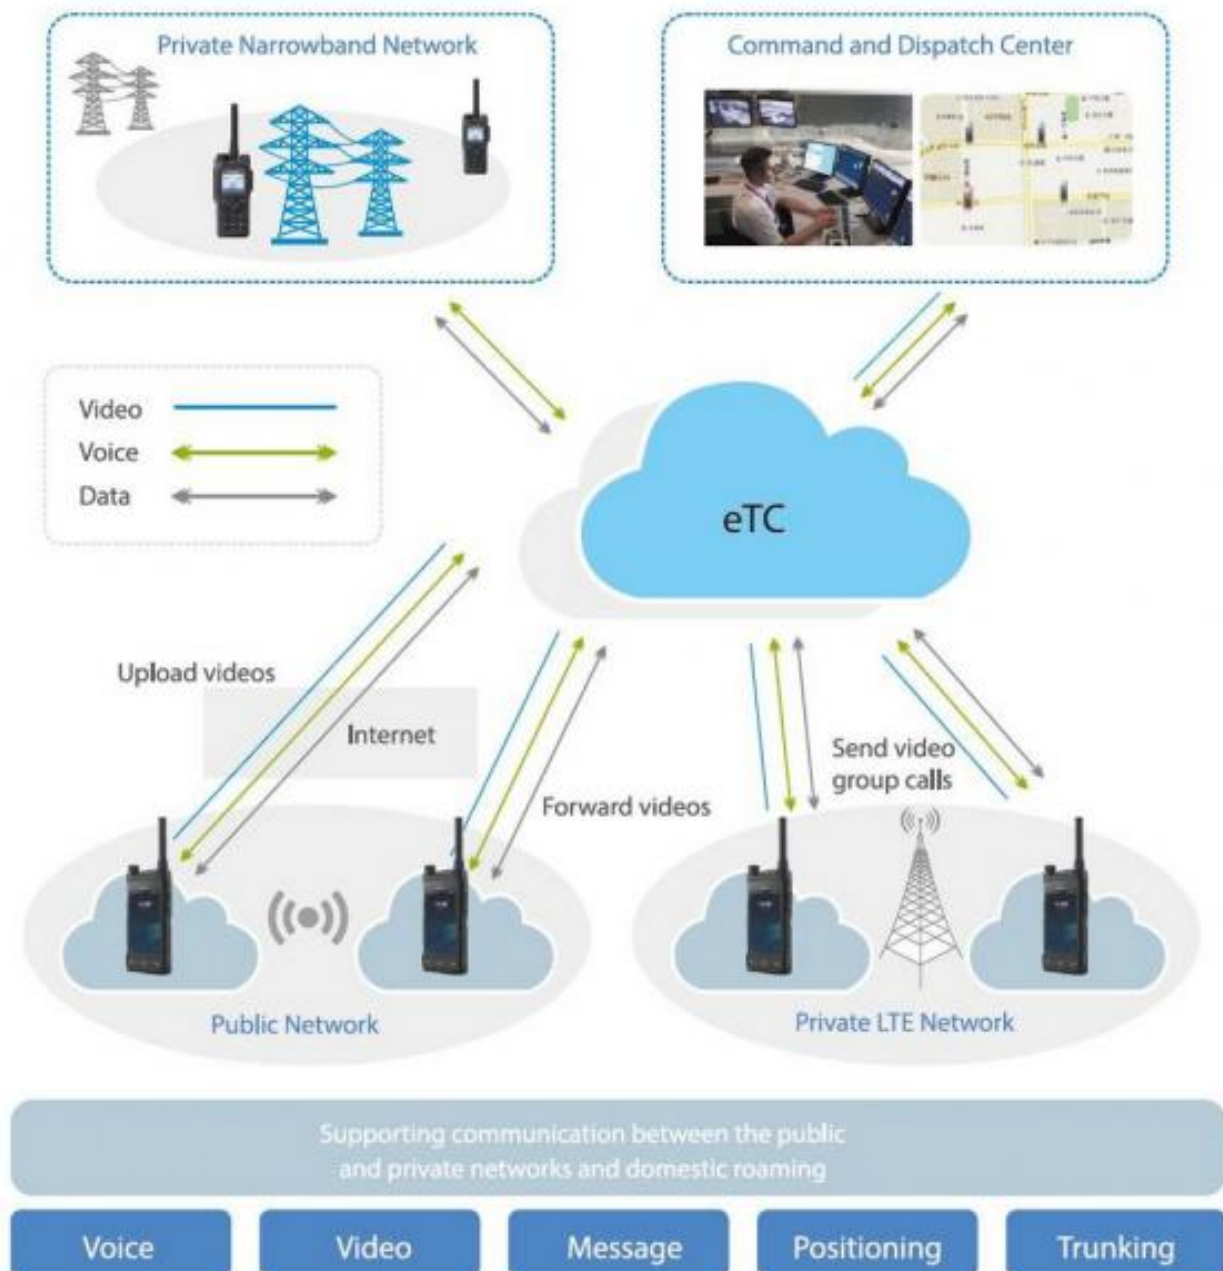 Private Narrowband Network
Command and Dispatch Center
Video
Voice
Data
eTC
Upload videos
Internet
Forward videos
Send video
group calls
Public Network
Private LTE Network
Supporting communication between the public
and private networks and domestic roaming
Voice
Video
Message
Positioning
Trunking